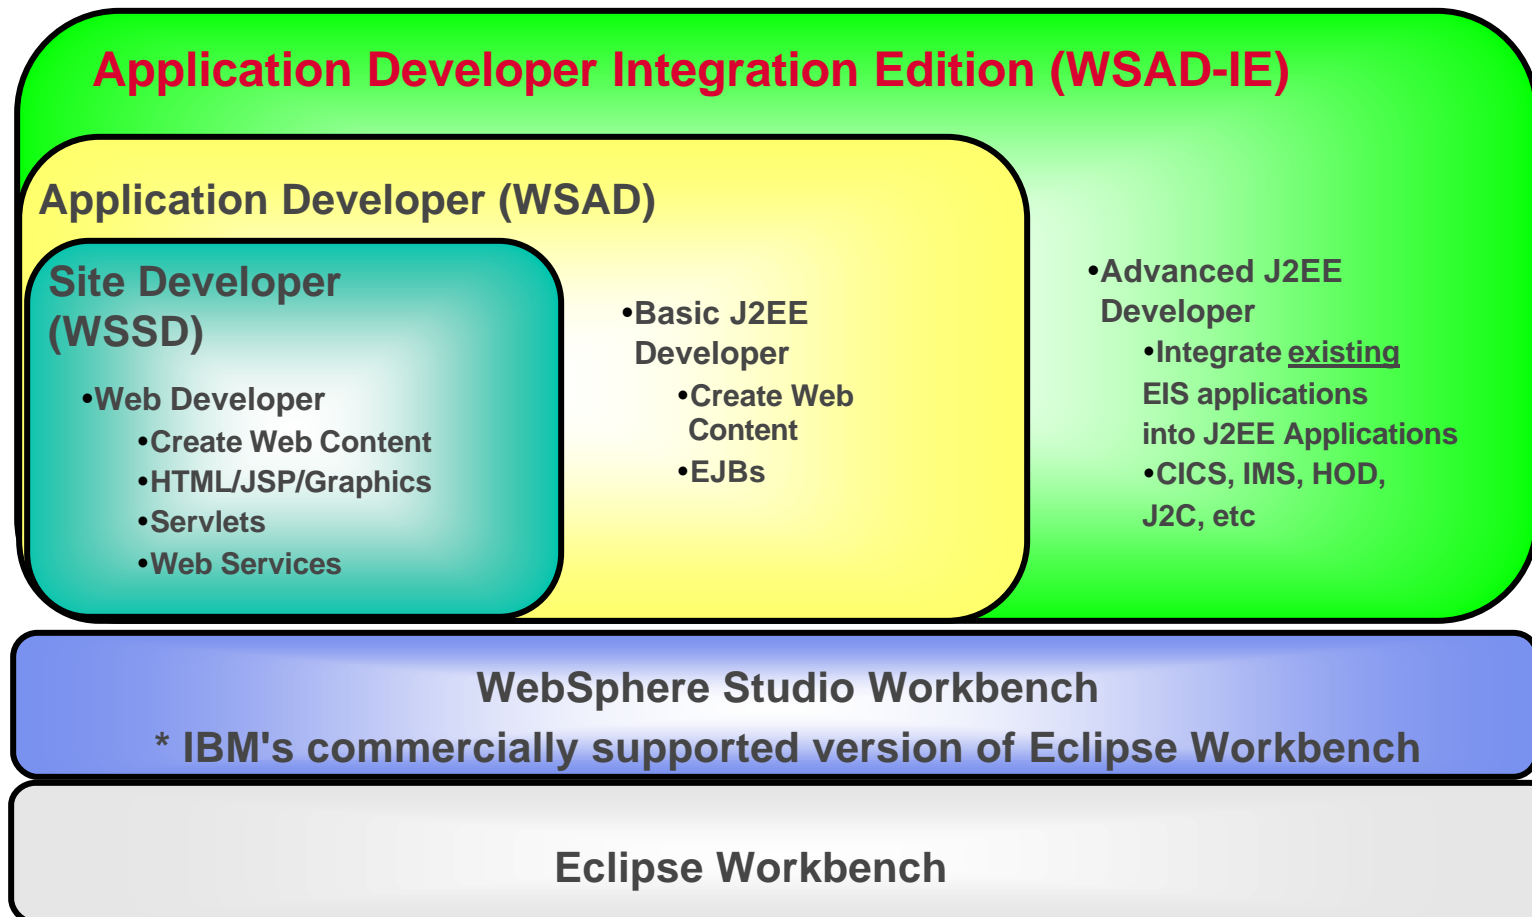 Application Developer Integration Edition (WSAD-IE)
Application Developer (WSAD)
Site Developer
(WSSD)
•Web Developer
•Create Web Content
•HTML/JSP/Graphics
•Servlets
•Web Services
•Basic J2EE
Developer
•Create Web
Content
•EJBs
•Advanced J2EE
Developer
•Integrate existing
EIS applications
into J2EE Applications
•CICS, IMS, HOD,
J2C, etc
WebSphere Studio Workbench
* IBM's commercially supported version of Eclipse Workbench
Eclipse Workbench